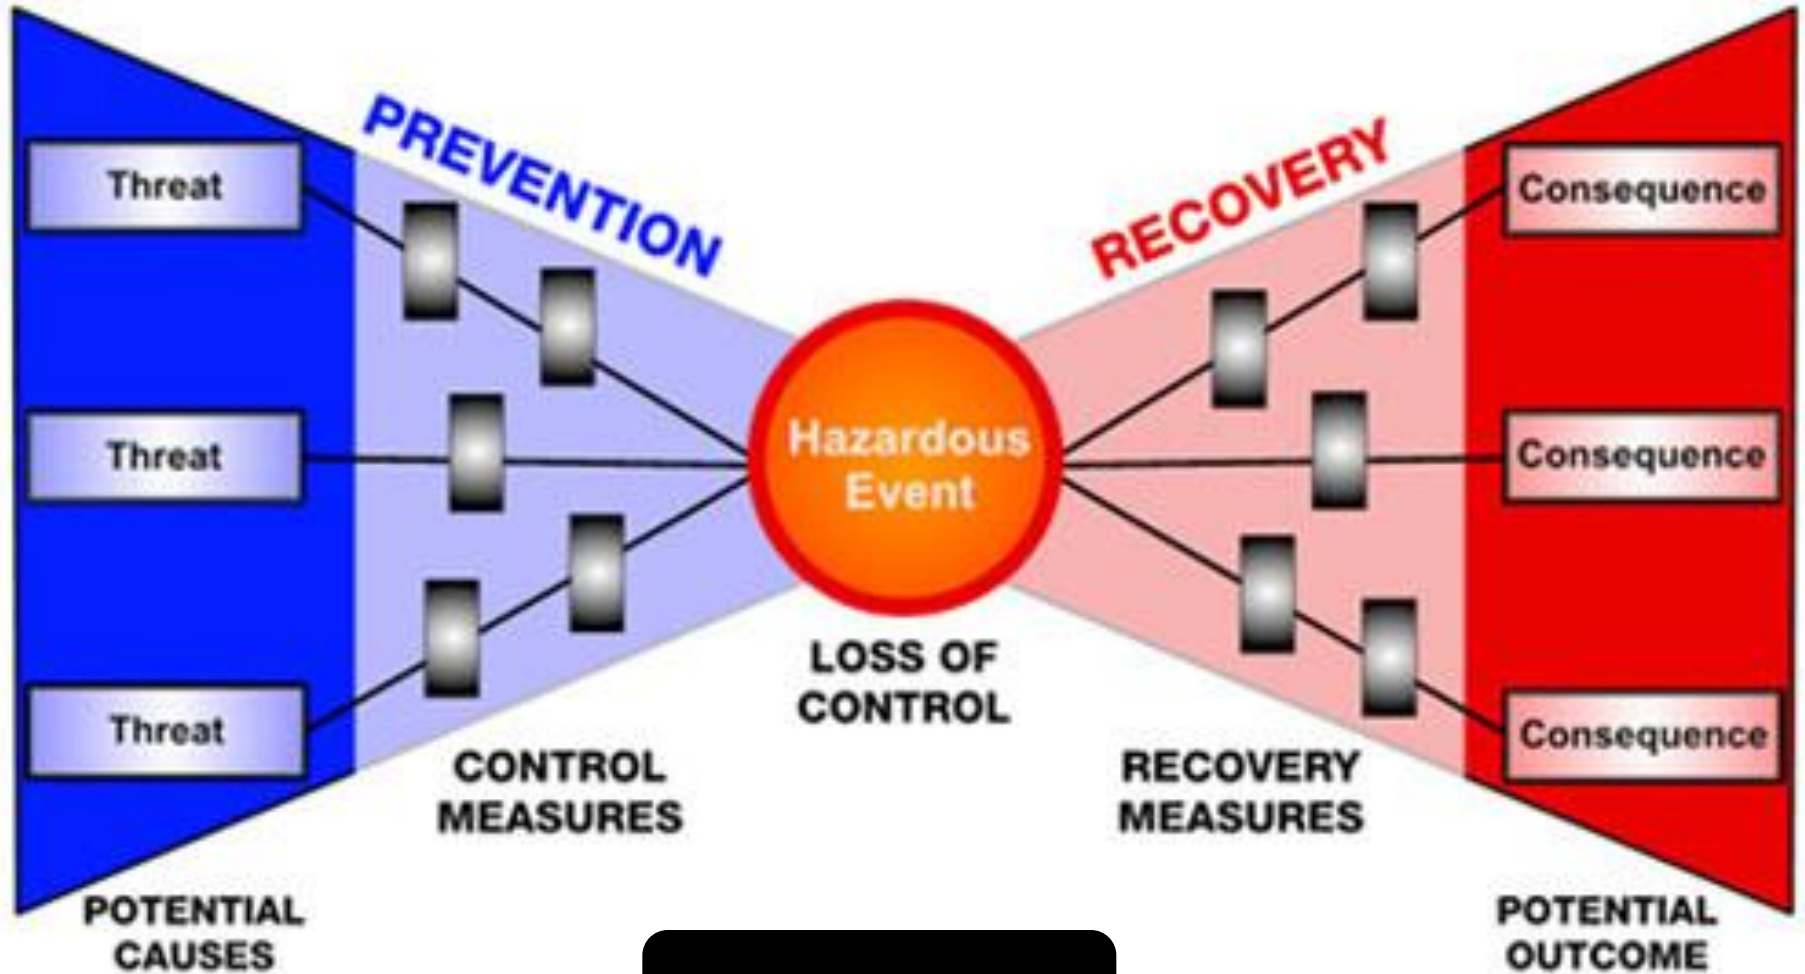 PREVENTION
RECOVERY
Threat
Consequence
Threat
Hazardous
Event
Consequence
Threat
Consequence
LOSS OF
CONTROL
CONTROL
MEASURES
RECOVERY
MEASURES
POTENTIAL
CAUSES
POTENTIAL
OUTCOME